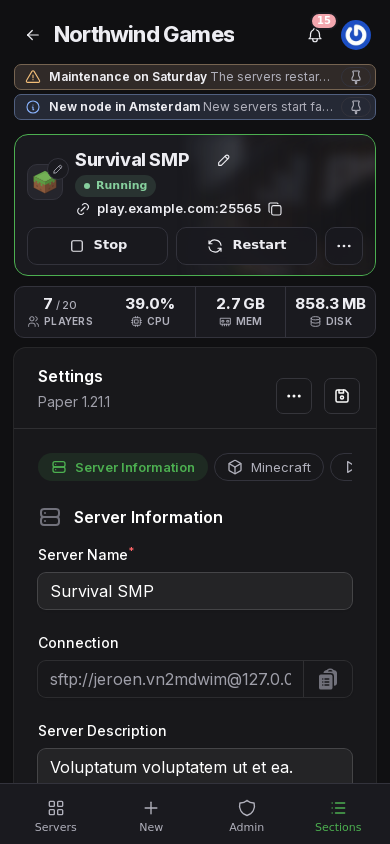 Northwind Games
15
Maintenance on Saturday The servers restar...
New node in Amsterdam New servers start fa...
Survival SMP
Running
play.example.com:25565
Stop
Restart
7 / 20
PLAYERS
39.0%
CPU
2.7 GB
MEM
858.3 MB
DISK
Settings
Paper 1.21.1
Server Information
Minecraft
Server Information
Server Name*
Survival SMP
Connection
sftp://jeroen.vn2mdwim@127.0.0
Server Description
Voluptatum voluptatem ut et ea.
Servers
New
Admin
Sections